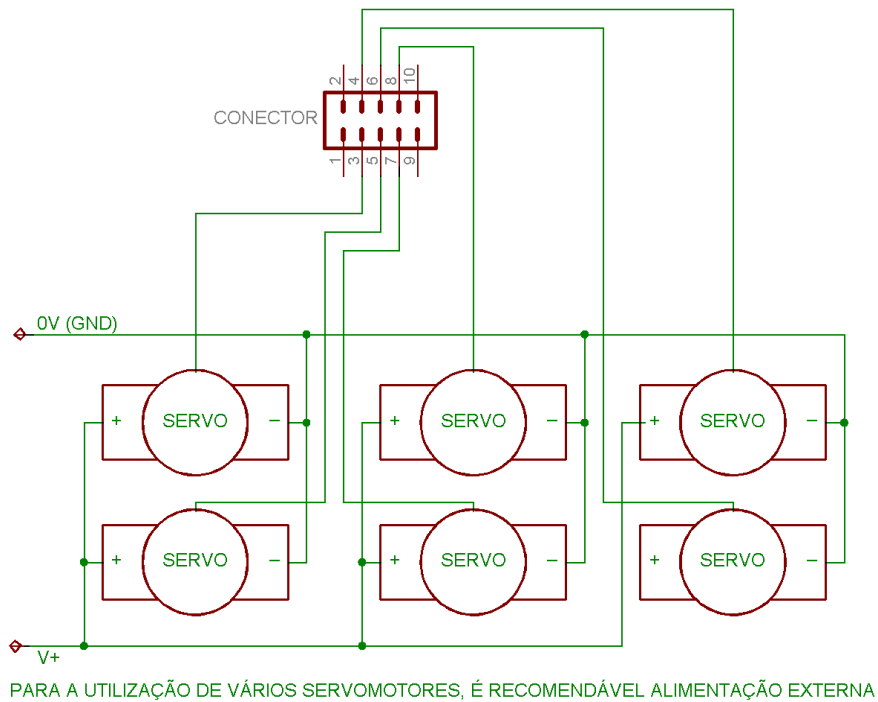 2 4 6 8 10
CONECTOR
1 3 5 7 9
0V (GND)
+ SERVO − + SERVO − + SERVO −
+ SERVO − + SERVO − + SERVO −
V+
PARA A UTILIZAÇÃO DE VÁRIOS SERVOMOTORES, É RECOMENDÁVEL ALIMENTAÇÃO EXTERNA